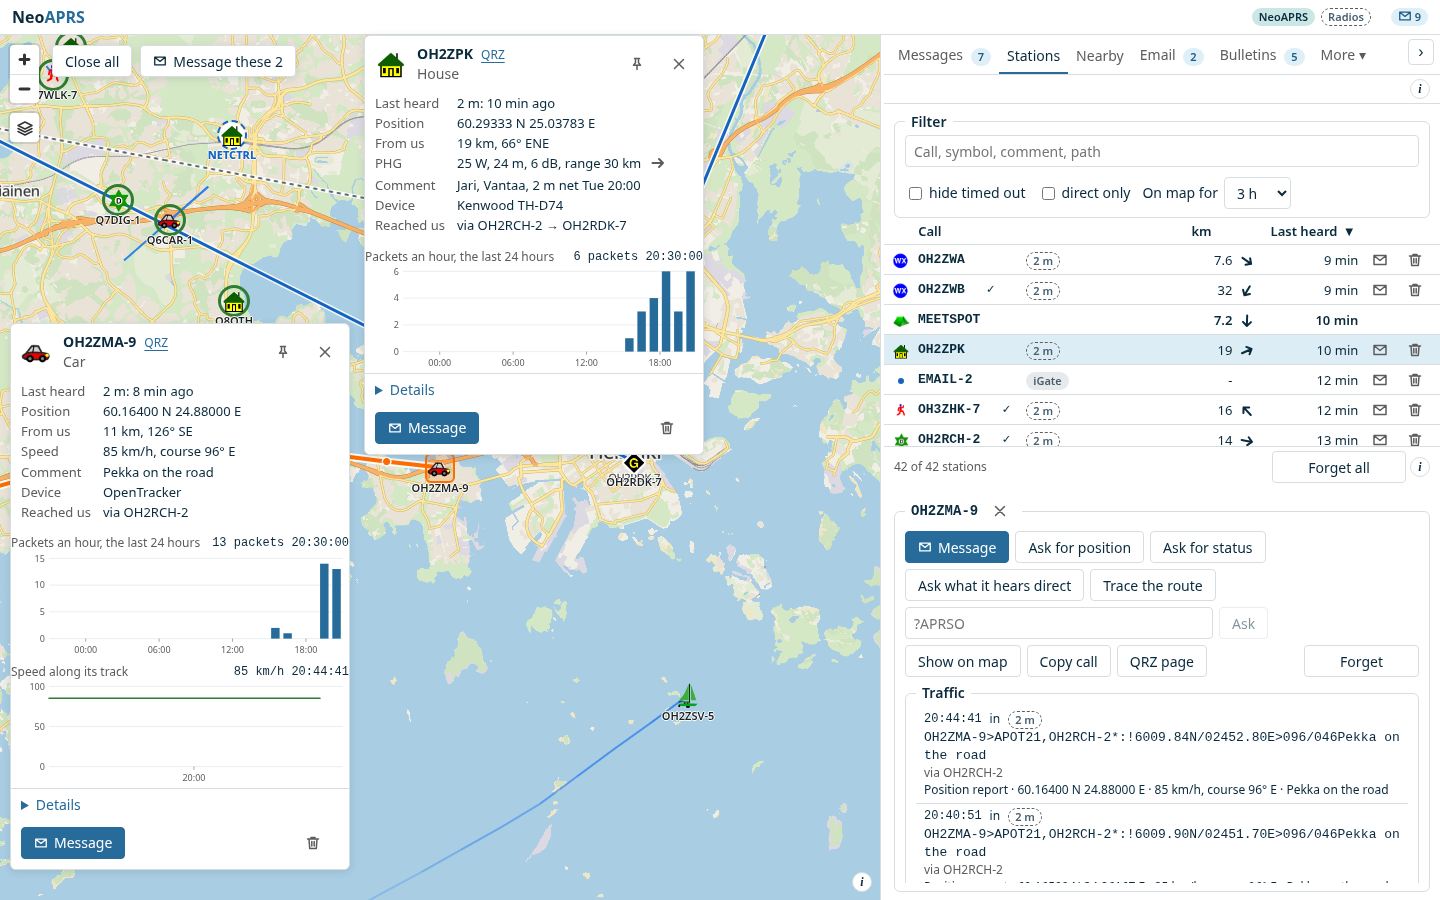 NeoAPRS
NeoAPRS
Radios
9
+
−
Close all
Message these 2
7WLK-7
NETCTRL
iainen
Q7DIG-1
Q6CAR-1
Q8OTH
OH2ZPK QRZ
House
Last heard 2 m: 10 min ago
Position 60.29333 N 25.03783 E
From us 19 km, 66° ENE
PHG 25 W, 24 m, 6 dB, range 30 km →
Comment Jari, Vantaa, 2 m net Tue 20:00
Device Kenwood TH-D74
Reached us via OH2RCH-2 → OH2RDK-7
Packets an hour, the last 24 hours 6 packets 20:30:00
6
4
2
0
00:00 06:00 12:00 18:00
Details
Message
OH2ZMA-9 QRZ
Car
Last heard 2 m: 8 min ago
Position 60.16400 N 24.88000 E
From us 11 km, 126° SE
Speed 85 km/h, course 96° E
Comment Pekka on the road
Device OpenTracker
Reached us via OH2RCH-2
Packets an hour, the last 24 hours 13 packets 20:30:00
15
10
5
0
00:00 06:00 12:00 18:00
Speed along its track 85 km/h 20:44:41
100
50
0
20:00
Details
Message
OH2ZMA-9
G
OH2RDK-7
OH2ZSV-5
i
Messages 7 Stations Nearby Email 2 Bulletins 5 More ▾
›
i
Filter
Call, symbol, comment, path
hide timed out direct only On map for 3 h
Call km Last heard ▼
WX OH2ZWA 2 m 7.6 9 min
WX OH2ZWB ✓ 2 m 32 9 min
MEETSPOT 7.2 10 min
OH2ZPK 2 m 19 10 min
EMAIL-2 iGate - 12 min
OH3ZHK-7 ✓ 2 m 16 12 min
OH2RCH-2 ✓ 2 m 14 13 min
42 of 42 stations
Forget all
i
OH2ZMA-9
Message Ask for position Ask for status
Ask what it hears direct Trace the route
?APRSO Ask
Show on map Copy call QRZ page Forget
Traffic
20:44:41 in 2 m
OH2ZMA-9>APOT21,OH2RCH-2*:!6009.84N/02452.80E>096/046Pekka on
the road
via OH2RCH-2
Position report · 60.16400 N 24.88000 E · 85 km/h, course 96° E · Pekka on the road
20:40:51 in 2 m
OH2ZMA-9>APOT21,OH2RCH-2*:!6009.90N/02451.70E>096/046Pekka on
the road
via OH2RCH-2